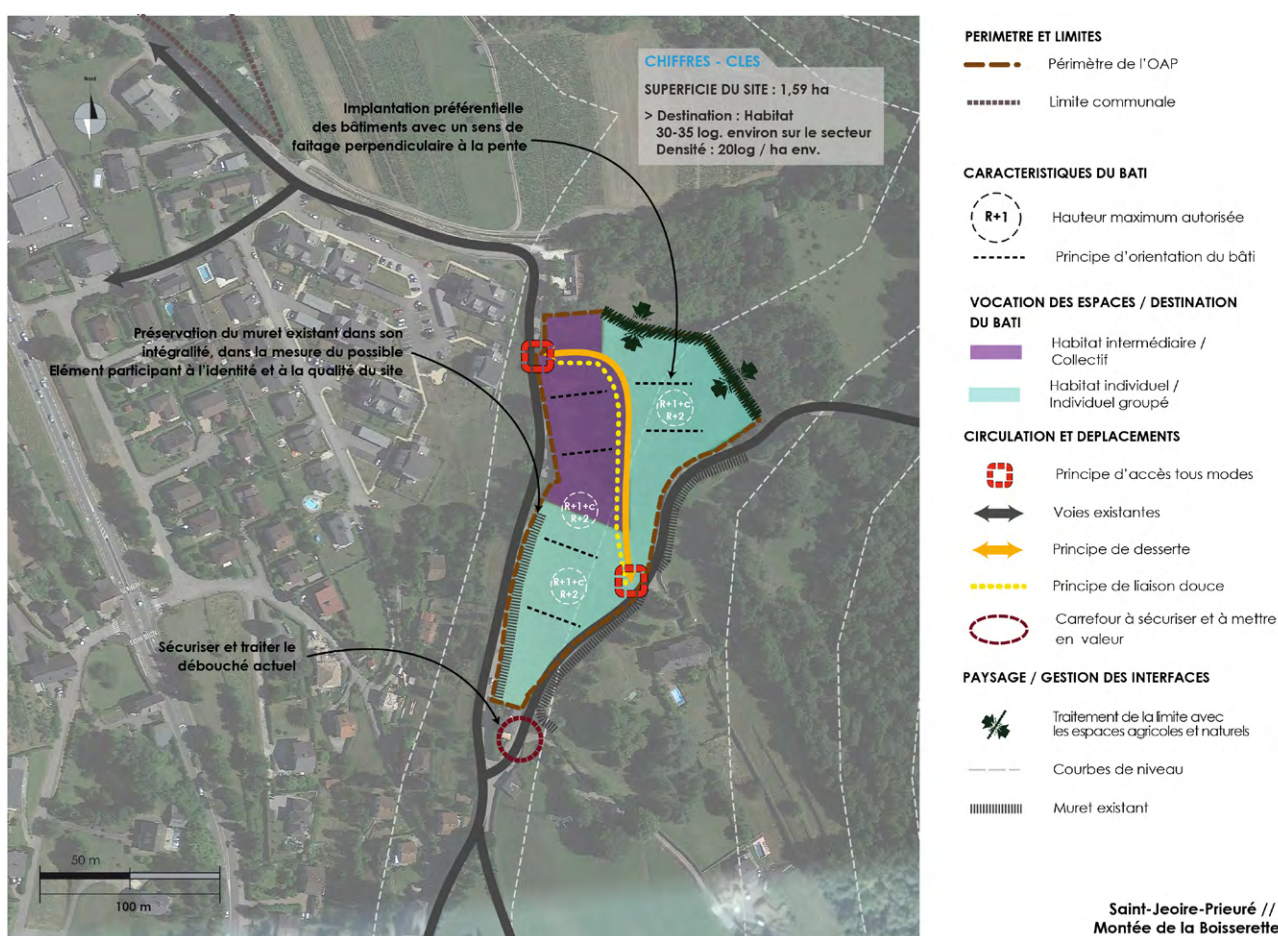 CHIFFRES - CLES
SUPERFICIE DU SITE : 1,59 ha
> Destination : Habitat
30-35 log. environ sur le secteur
Densité : 20log / ha env.
Nord
Implantation préférentielle
des bâtiments avec un sens de
faitage perpendiculaire à la pente
Préservation du muret existant dans son
intégralité, dans la mesure du possible
Elément participant à l'identité et à la qualité du site
R+1+c
R+2
R+1+c
R+2
R+1+c
R+2
Sécuriser et traiter le
débouché actuel
50 m
100 m
PERIMETRE ET LIMITES
Périmètre de l'OAP
Limite communale
CARACTERISTIQUES DU BATI
R+1
Hauteur maximum autorisée
Principe d'orientation du bâti
VOCATION DES ESPACES / DESTINATION
DU BATI
Habitat intermédiaire /
Collectif
Habitat individuel /
Individuel groupé
CIRCULATION ET DEPLACEMENTS
Principe d'accès tous modes
Voies existantes
Principe de desserte
Principe de liaison douce
Carrefour à sécuriser et à mettre
en valeur
PAYSAGE / GESTION DES INTERFACES
Traitement de la limite avec
les espaces agricoles et naturels
Courbes de niveau
Muret existant
Saint-Jeoire-Prieuré //
Montée de la Boisserette